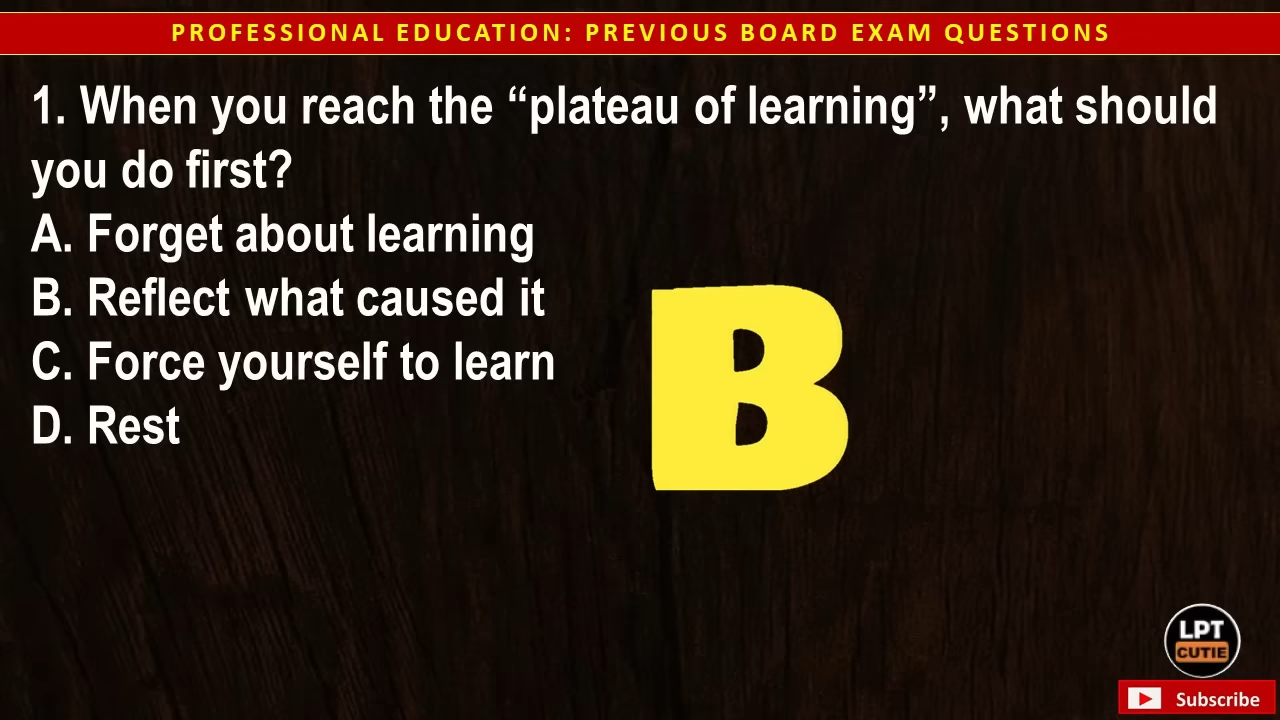 PROFESSIONAL EDUCATION: PREVIOUS BOARD EXAM QUESTIONS
1. When you reach the “plateau of learning”, what should
you do first?
A. Forget about learning
B. Reflect what caused it
C. Force yourself to learn
D. Rest
B
LPT
CUTIE
Subscribe